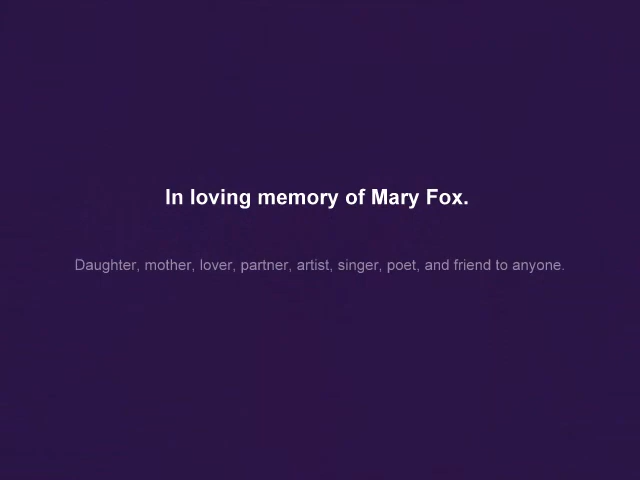 In loving memory of Mary Fox.
Daughter, mother, lover, partner, artist, singer, poet, and friend to anyone.